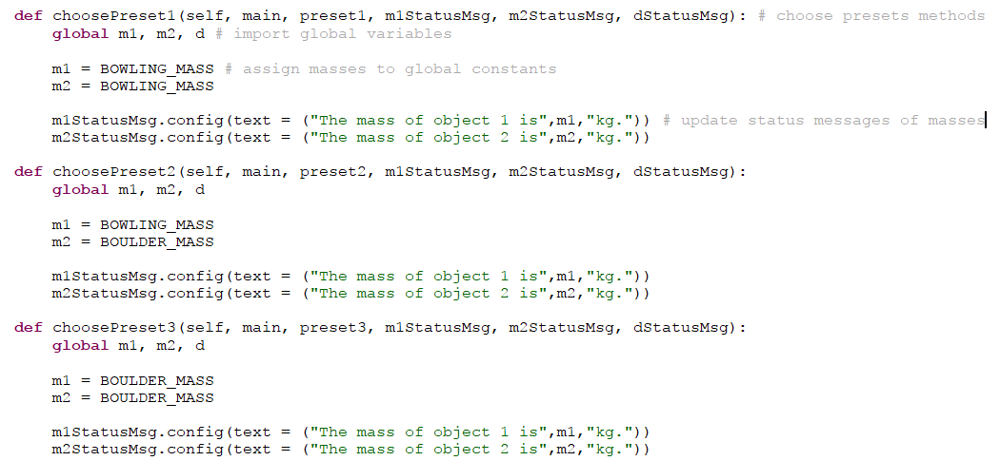 def choosePreset1(self, main, preset1, m1StatusMsg, m2StatusMsg, dStatusMsg): # choose presets methods
    global m1, m2, d # import global variables

    m1 = BOWLING_MASS # assign masses to global constants
    m2 = BOWLING_MASS

    m1StatusMsg.config(text = ("The mass of object 1 is",m1,"kg.")) # update status messages of masses
    m2StatusMsg.config(text = ("The mass of object 2 is",m2,"kg."))

def choosePreset2(self, main, preset2, m1StatusMsg, m2StatusMsg, dStatusMsg):
    global m1, m2, d

    m1 = BOWLING_MASS
    m2 = BOULDER_MASS

    m1StatusMsg.config(text = ("The mass of object 1 is",m1,"kg."))
    m2StatusMsg.config(text = ("The mass of object 2 is",m2,"kg."))

def choosePreset3(self, main, preset3, m1StatusMsg, m2StatusMsg, dStatusMsg):
    global m1, m2, d

    m1 = BOULDER_MASS
    m2 = BOULDER_MASS

    m1StatusMsg.config(text = ("The mass of object 1 is",m1,"kg."))
    m2StatusMsg.config(text = ("The mass of object 2 is",m2,"kg."))